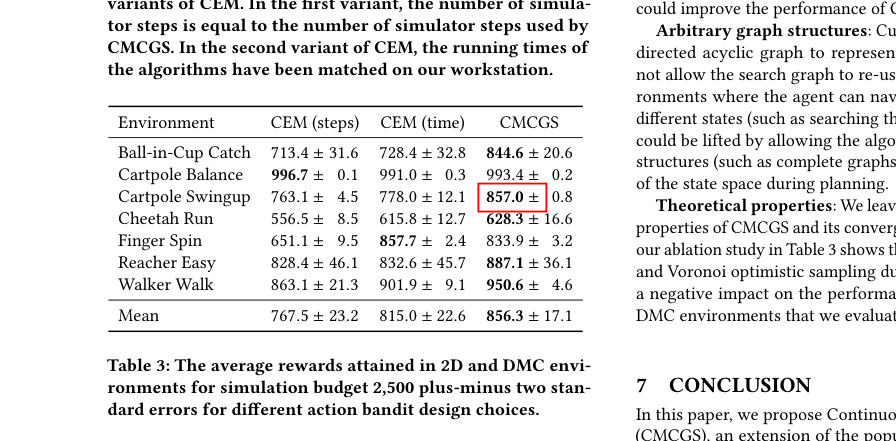 variants of CEM. In the first variant, the number of simula-
tor steps is equal to the number of simulator steps used by
CMCGS. In the second variant of CEM, the running times of
the algorithms have been matched on our workstation.
Environment CEM (steps) CEM (time) CMCGS
Ball-in-Cup Catch 713.4 ± 31.6 728.4 ± 32.8 844.6 ± 20.6
Cartpole Balance 996.7 ± 0.1 991.0 ± 0.3 993.4 ± 0.2
Cartpole Swingup 763.1 ± 4.5 778.0 ± 12.1 857.0 ± 0.8
Cheetah Run 556.5 ± 8.5 615.8 ± 12.7 628.3 ± 16.6
Finger Spin 651.1 ± 9.5 857.7 ± 2.4 833.9 ± 3.2
Reacher Easy 828.4 ± 46.1 832.6 ± 45.7 887.1 ± 36.1
Walker Walk 863.1 ± 21.3 901.9 ± 9.1 950.6 ± 4.6
Mean 767.5 ± 23.2 815.0 ± 22.6 856.3 ± 17.1
Table 3: The average rewards attained in 2D and DMC envi-
ronments for simulation budget 2,500 plus-minus two stan-
dard errors for different action bandit design choices.
could improve the performance of
Arbitrary graph structures:
directed acyclic graph to represent
not allow the search graph to
ronments where the agent can
different states (such as searching
could be lifted by allowing the
structures (such as complete graphs
of the state space during planning.
Theoretical properties: We
properties of CMCGS and its
our ablation study in Table 3 shows
and Voronoi optimistic sampling
a negative impact on the
DMC environments that we
7 CONCLUSION
In this paper, we propose
(CMCGS), an extension of the